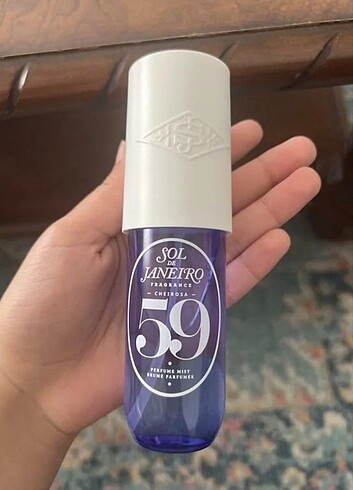 SOL
DE
JANEIRO
FRAGRANCE
CHEIROSA
59
PERFUME MIST
BRUME PARFUMÉE